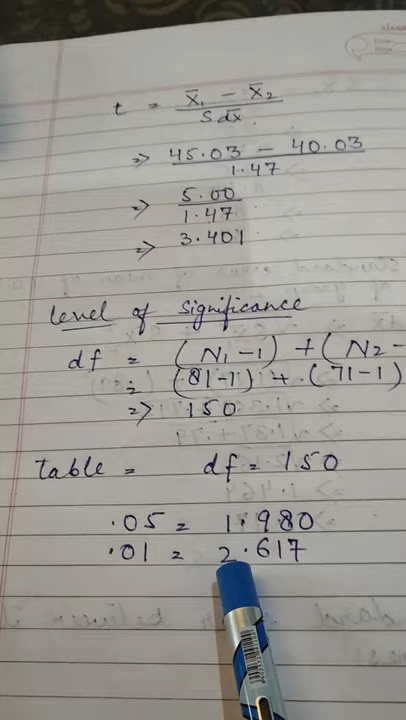 t = X̄₁ - X̄₂ / S dx̄
=> 45.03 - 40.03 / 1.47
=> 5.00 / 1.47
=> 3.401
Level of Significance
df = (N₁-1) + (N₂-
= (81-1) + (71-1)
=> 150
Table = df = 150
.05 = 1.980
.01 = 2.617